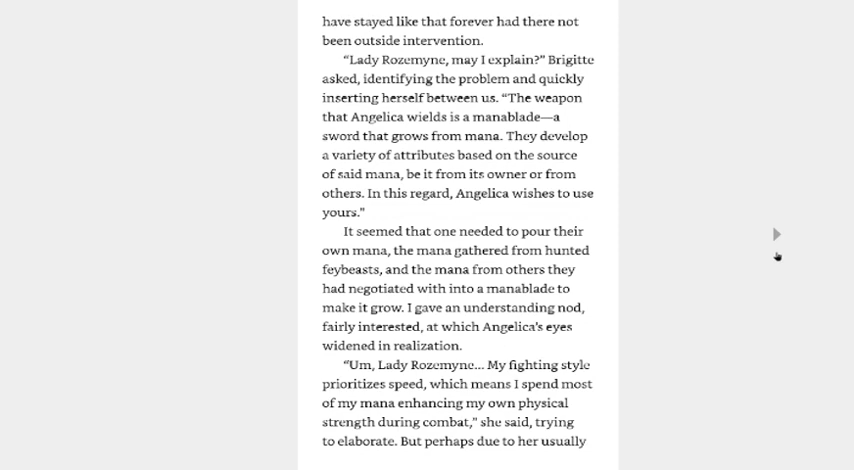 have stayed like that forever had there not
been outside intervention.
“Lady Rozemyne, may I explain?” Brigitte
asked, identifying the problem and quickly
inserting herself between us. “The weapon
that Angelica wields is a manablade—a
sword that grows from mana. They develop
a variety of attributes based on the source
of said mana, be it from its owner or from
others. In this regard, Angelica wishes to use
yours.”
It seemed that one needed to pour their
own mana, the mana gathered from hunted
feybeasts, and the mana from others they
had negotiated with into a manablade to
make it grow. I gave an understanding nod,
fairly interested, at which Angelica’s eyes
widened in realization.
“Um, Lady Rozemyne... My fighting style
prioritizes speed, which means I spend most
of my mana enhancing my own physical
strength during combat,” she said, trying
to elaborate. But perhaps due to her usually